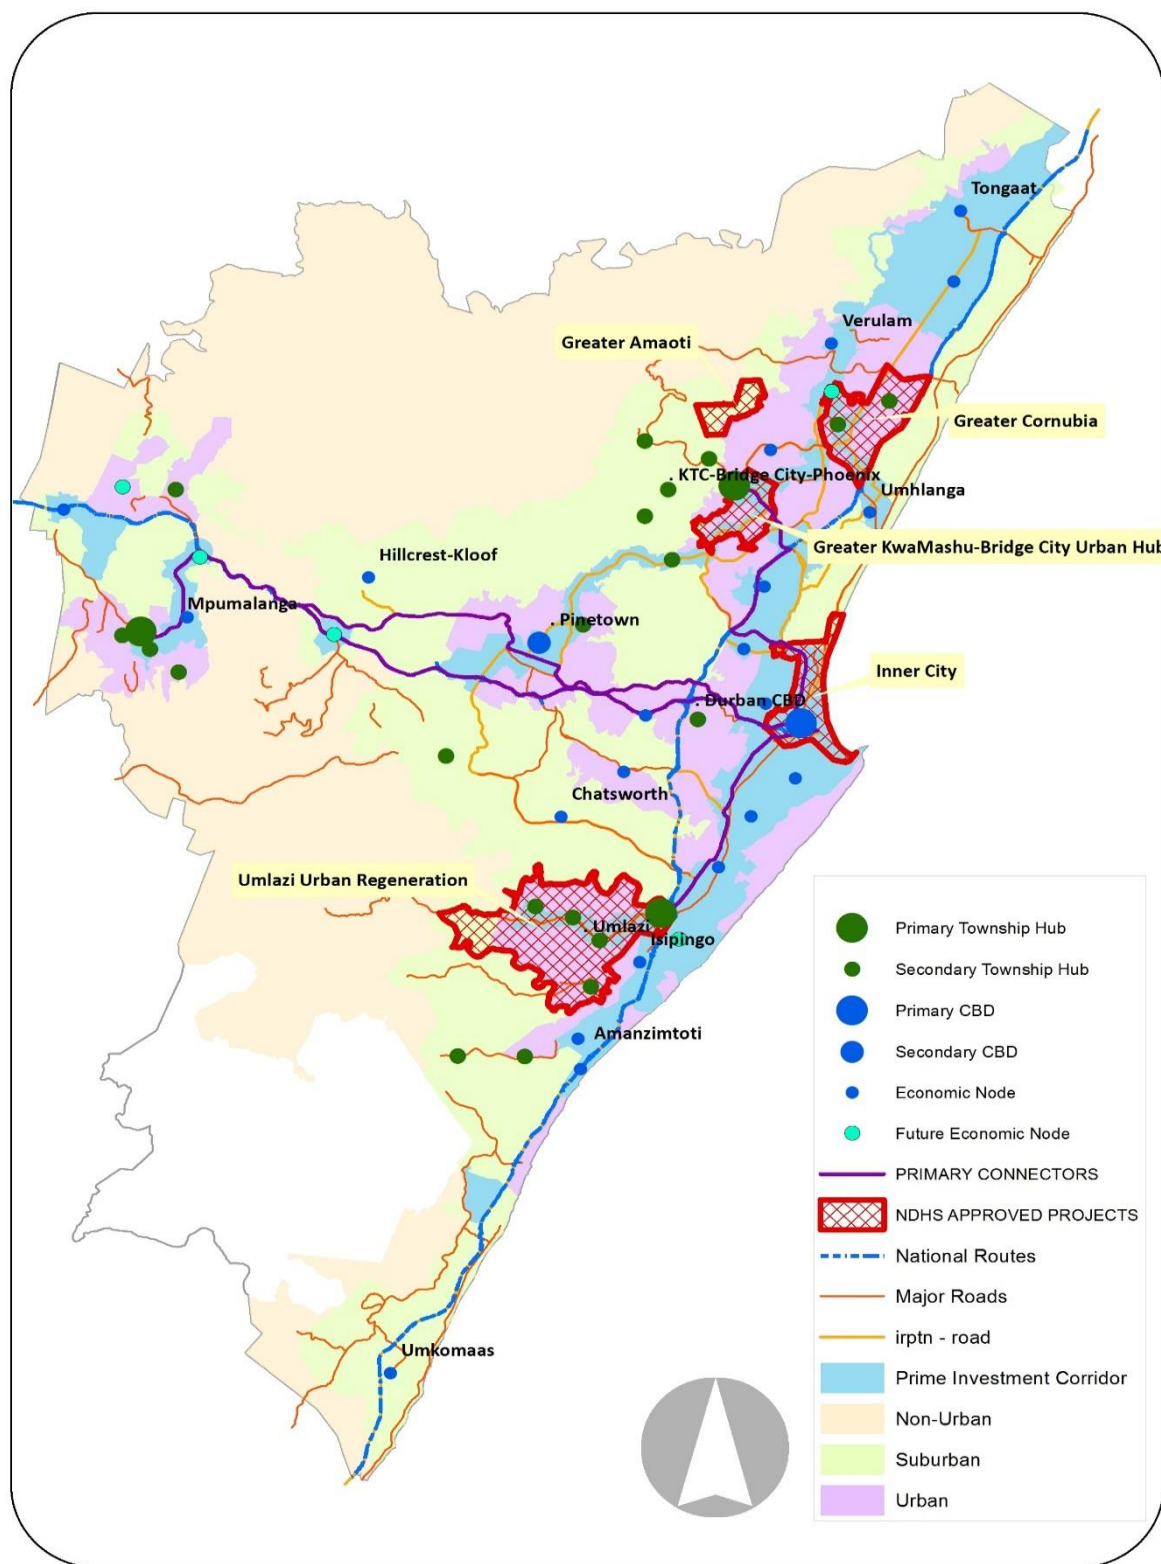 Tongaat
Verulam
Greater Amaoti
Greater Cornubia
. KTC-Bridge City-Phoenix
Umhlanga
Greater KwaMashu-Bridge City Urban Hub
Hillcrest-Kloof
Mpumalanga
. Pinetown
Inner City
. Durban CBD
Chatsworth
Umlazi Urban Regeneration
. Umlazi
Isipingo
Amanzimtoti
Umkomaas
Primary Township Hub
Secondary Township Hub
Primary CBD
Secondary CBD
Economic Node
Future Economic Node
PRIMARY CONNECTORS
NDHS APPROVED PROJECTS
National Routes
Major Roads
irptn - road
Prime Investment Corridor
Non-Urban
Suburban
Urban